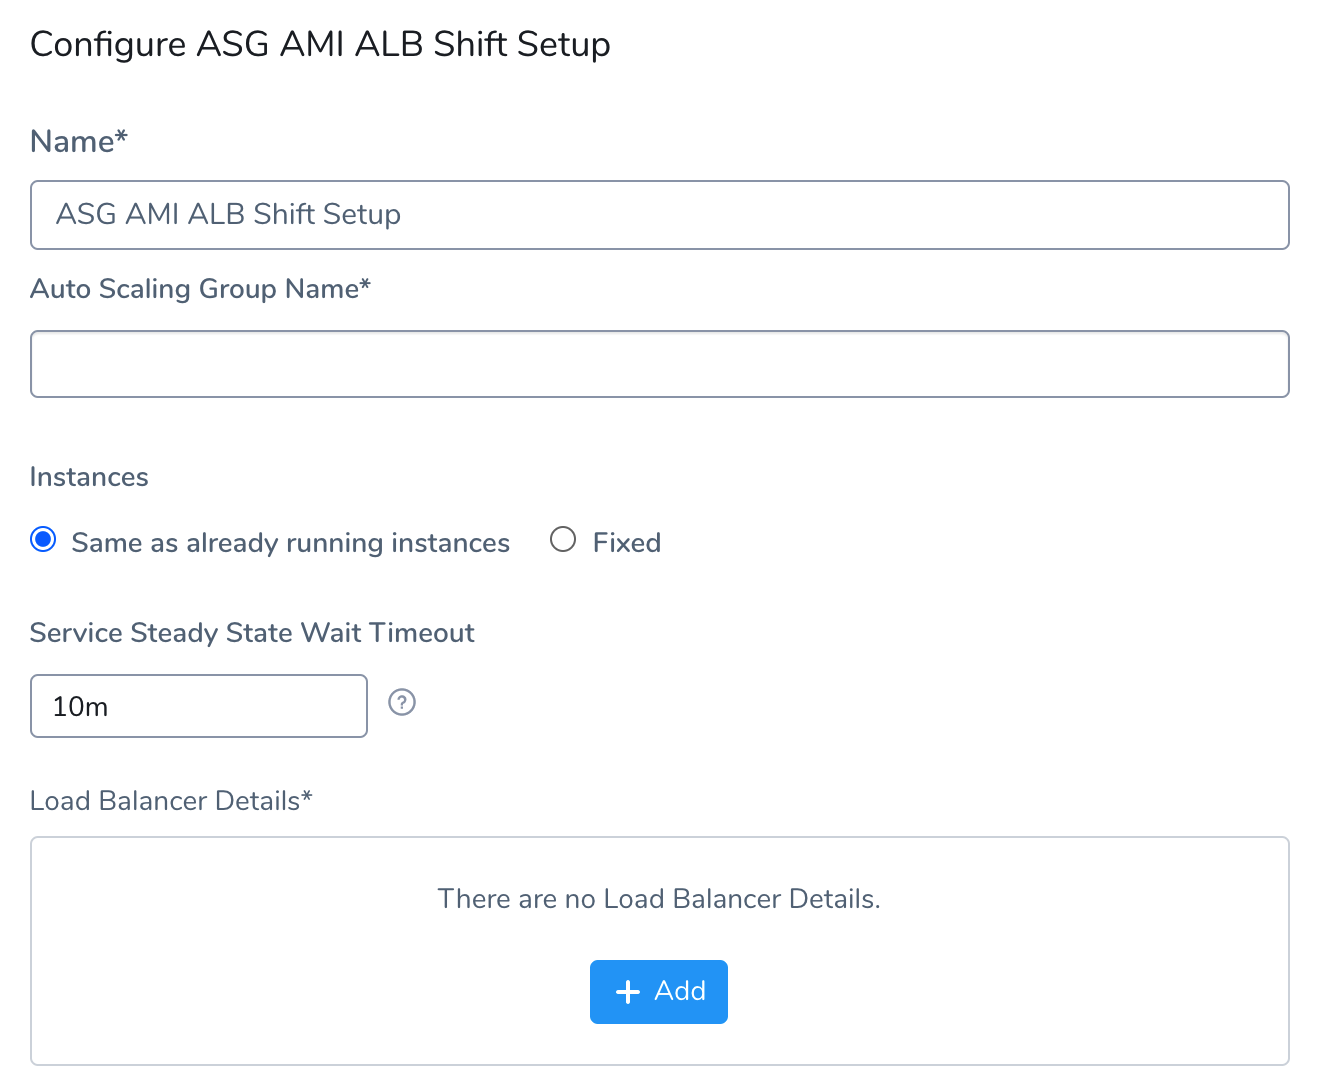 Configure ASG AMI ALB Shift Setup
Name*
ASG AMI ALB Shift Setup
Auto Scaling Group Name*
Instances
Same as already running instances Fixed
Service Steady State Wait Timeout
10m ?
Load Balancer Details*
There are no Load Balancer Details.
+ Add